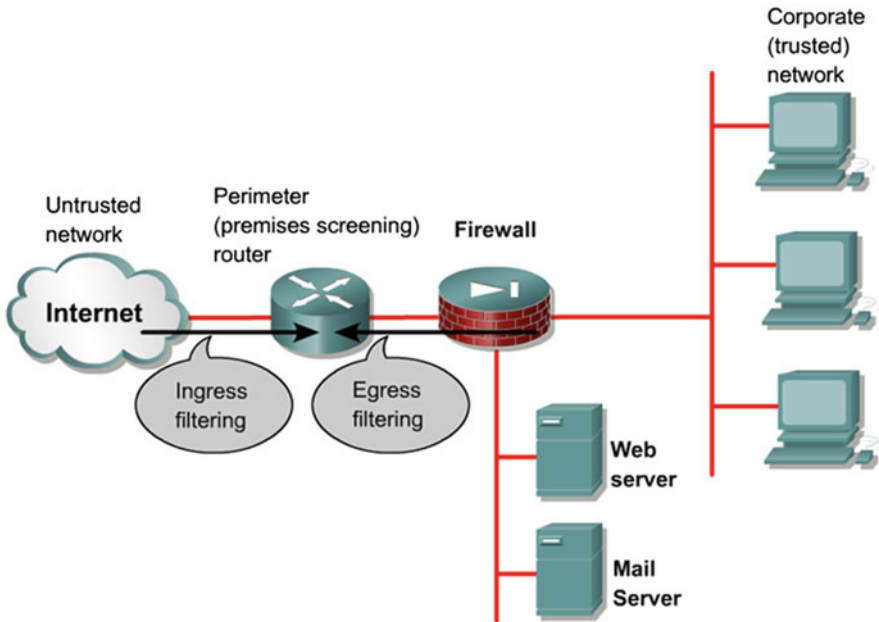 Corporate
(trusted)
network
Untrusted
network
Perimeter
(premises screening)
router
Firewall
Internet
Ingress
filtering
Egress
filtering
Web
server
Mail
Server